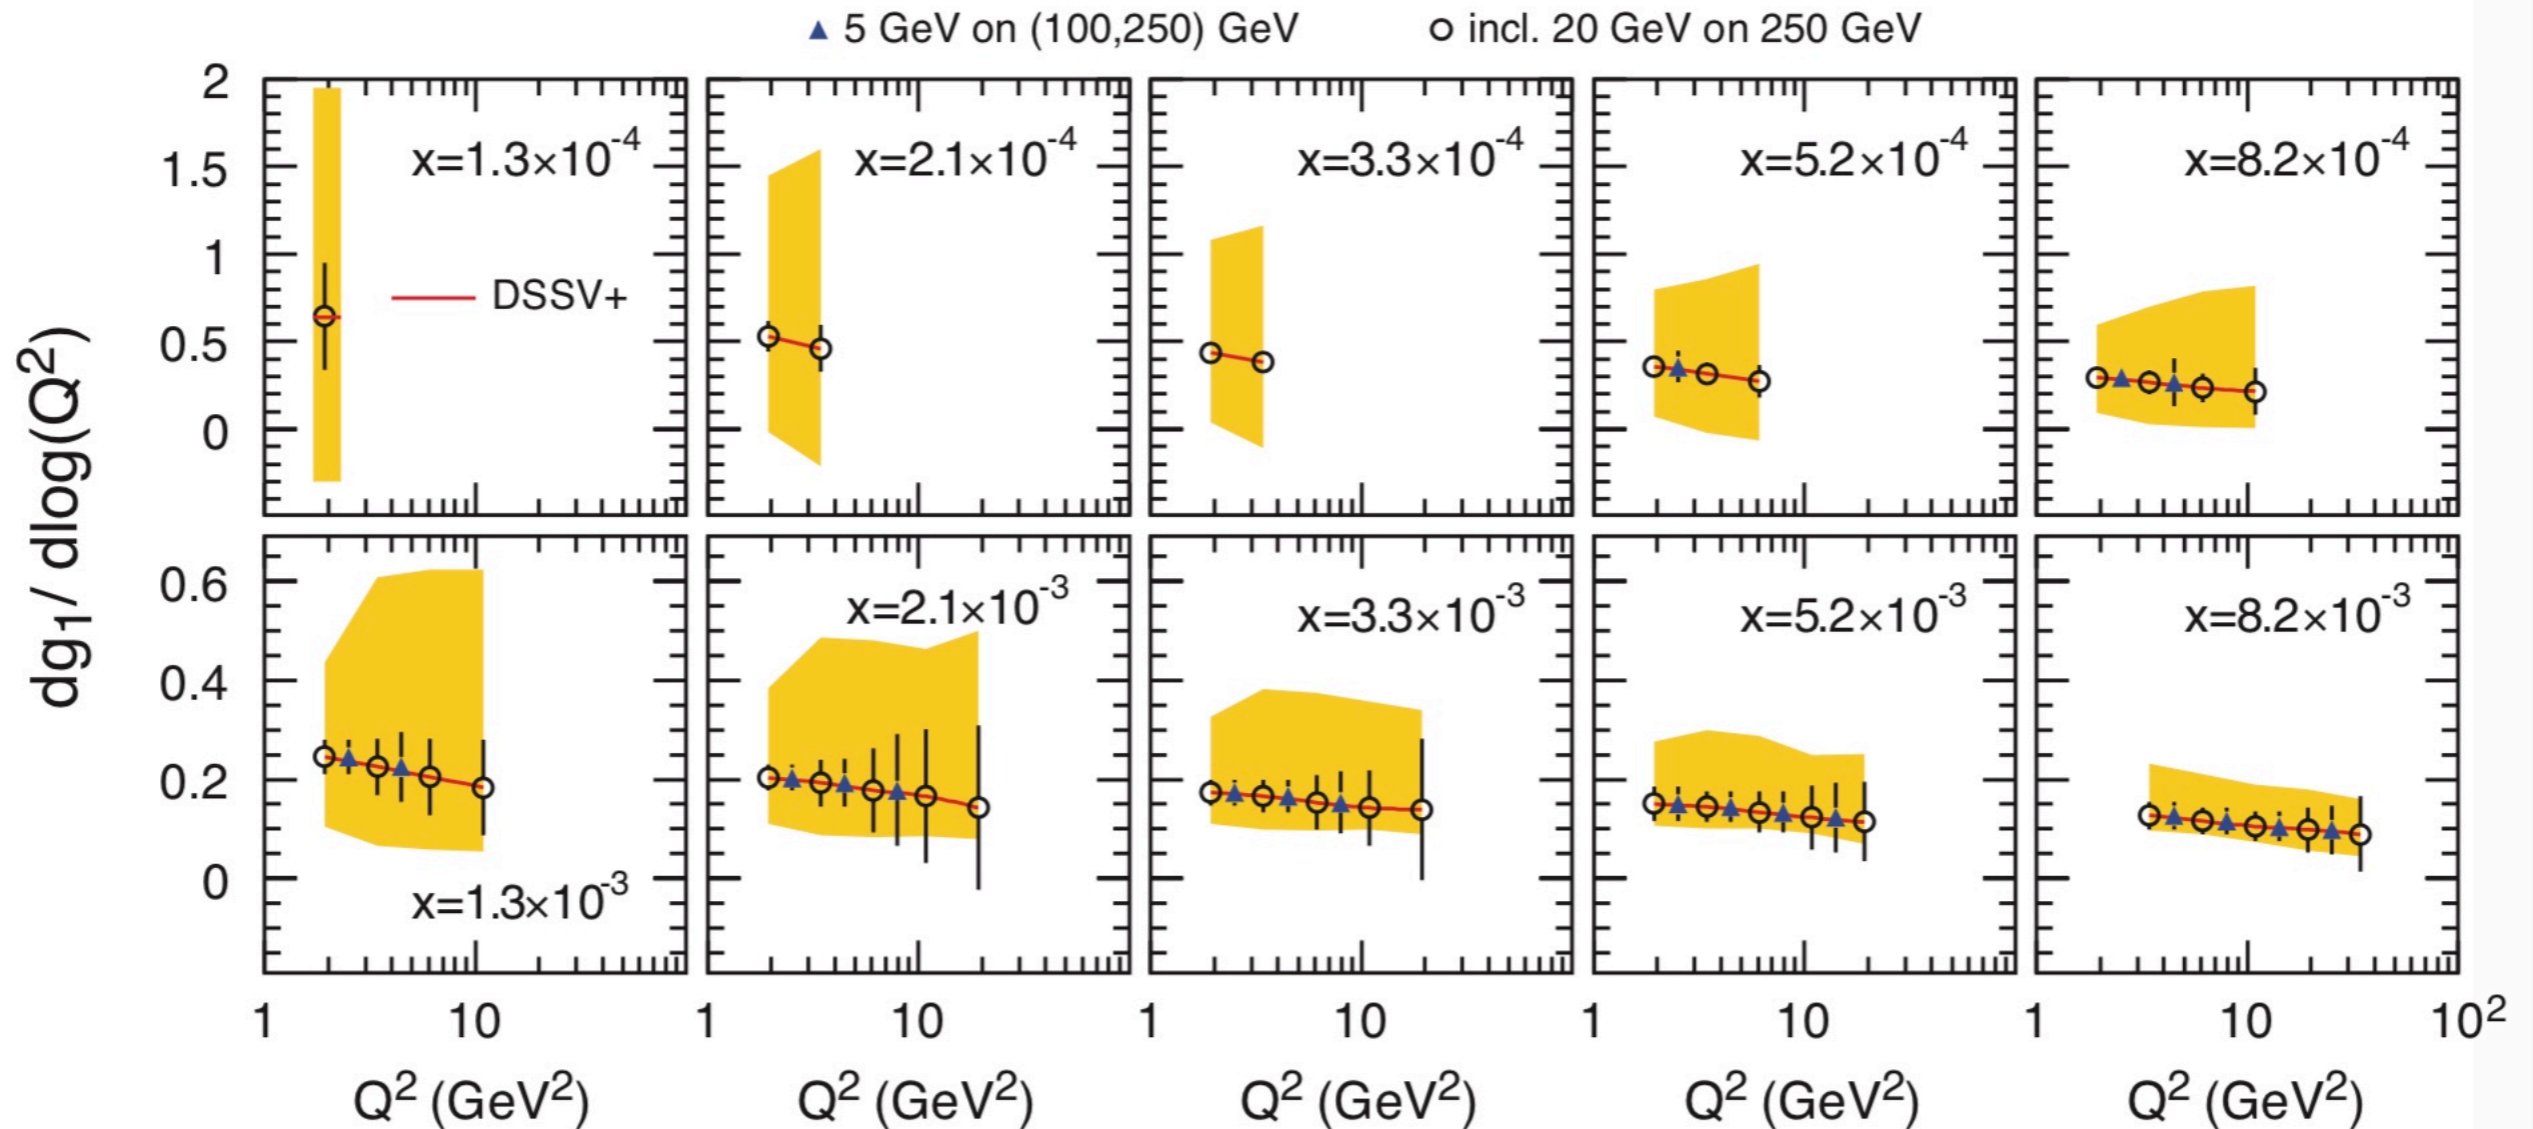 ▲ 5 GeV on (100,250) GeV ○ incl. 20 GeV on 250 GeV
dg₁/ dlog(Q²)
2
1.5
1
0.5
0
x=1.3×10⁻⁴
DSSV+
x=2.1×10⁻⁴
x=3.3×10⁻⁴
x=5.2×10⁻⁴
x=8.2×10⁻⁴
0.6
0.4
0.2
0
x=1.3×10⁻³
x=2.1×10⁻³
x=3.3×10⁻³
x=5.2×10⁻³
x=8.2×10⁻³
1 10 1 10 1 10 1 10 1 10 10²
Q² (GeV²) Q² (GeV²) Q² (GeV²) Q² (GeV²) Q² (GeV²)